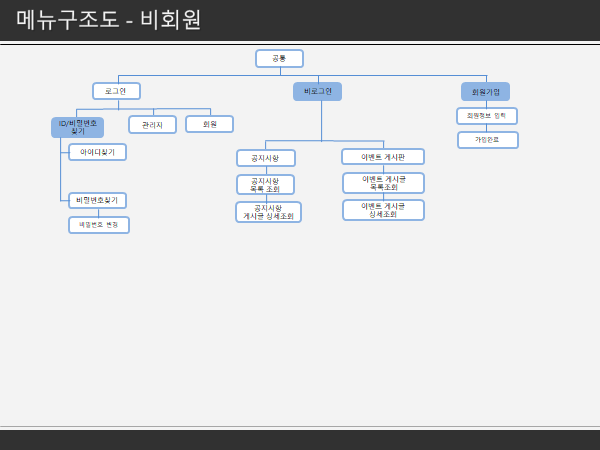 메뉴구조도 - 비회원
공통
로그인
비로그인
회원가입
ID/비밀번호
찾기
관리자
회원
회원정보 입력
가입완료
아이디찾기
공지사항
이벤트 게시판
공지사항
목록 조회
이벤트 게시글
목록조회
비밀번호찾기
공지사항
게시글 상세조회
이벤트 게시글
상세조회
비밀번호 변경